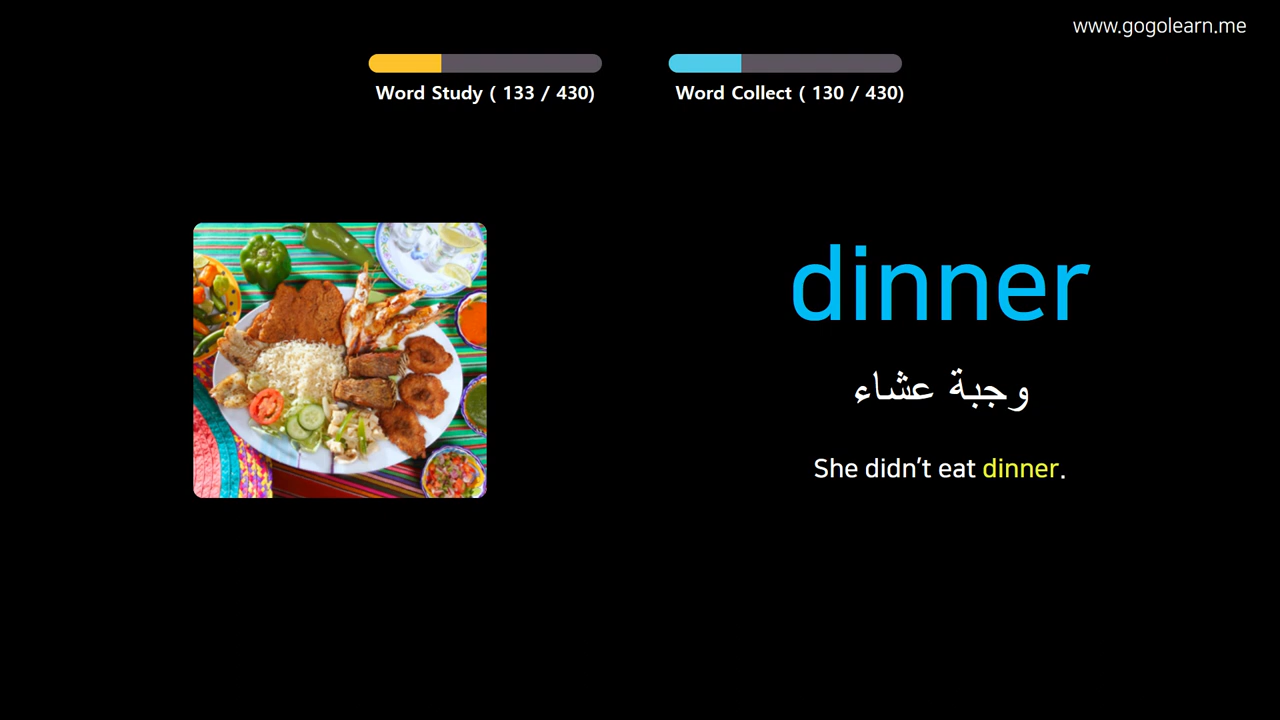 www.gogolearn.me
Word Study ( 133 / 430)
Word Collect ( 130 / 430)
dinner
وجبة عشاء
She didn't eat dinner.